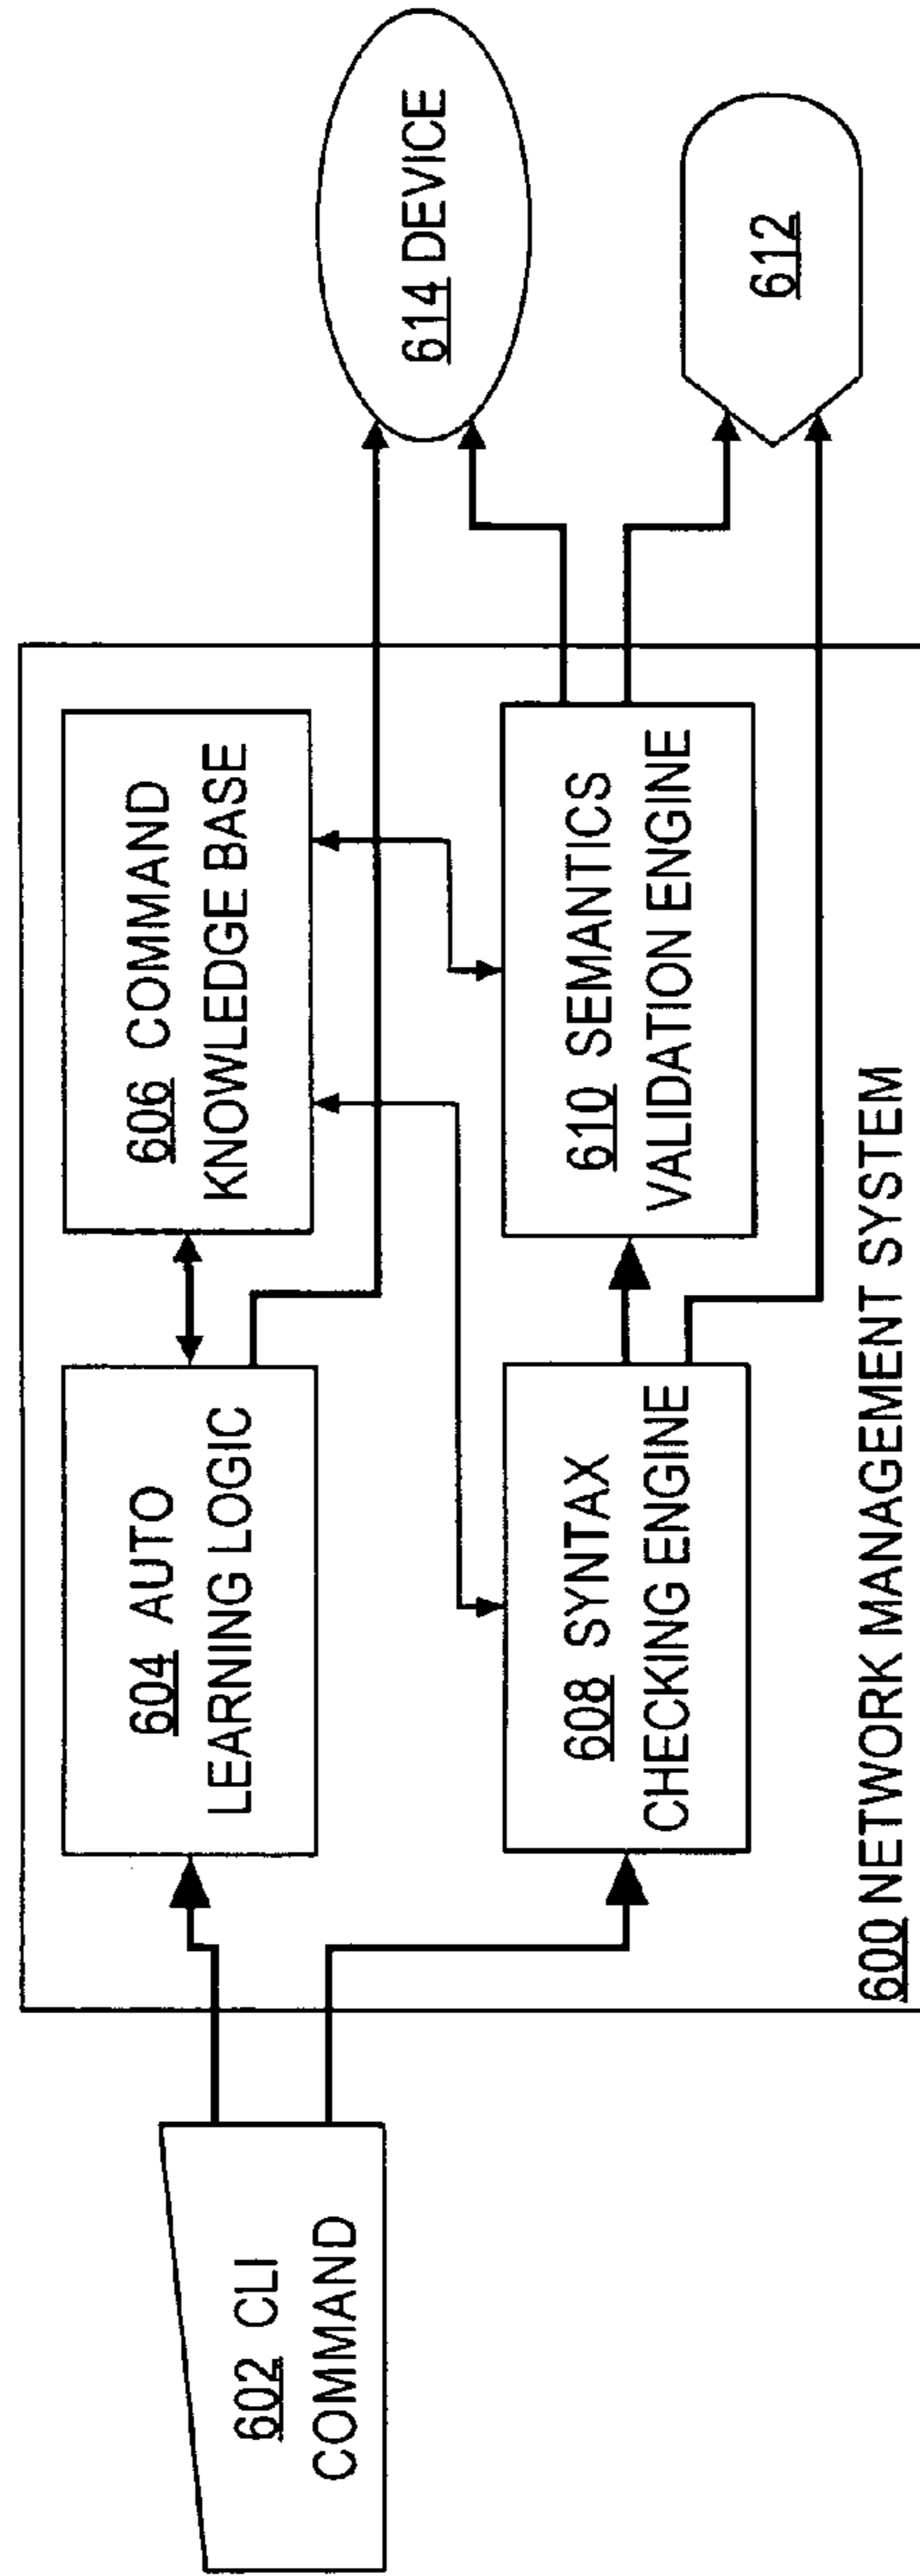 602 CLI
COMMAND
604 AUTO
LEARNING LOGIC
606 COMMAND
KNOWLEDGE BASE
608 SYNTAX
CHECKING ENGINE
610 SEMANTICS
VALIDATION ENGINE
614 DEVICE
612
600 NETWORK MANAGEMENT SYSTEM